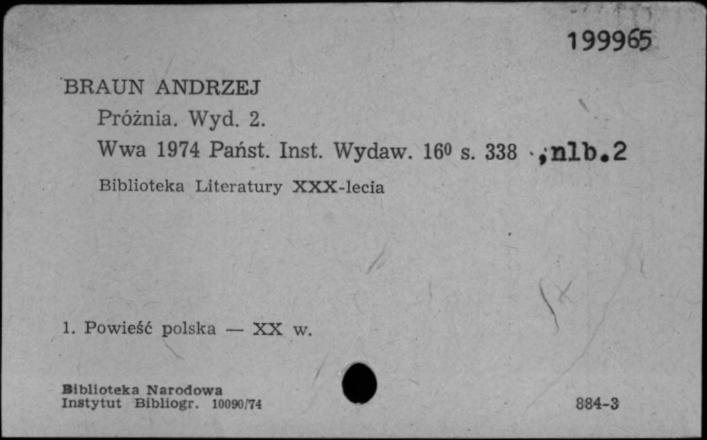 199965
BRAUN ANDRZEJ
Próżnia. Wyd. 2.
Wwa 1974 Państ. Inst. Wydaw. 16⁰ s. 338 ·,nlb.2
Biblioteka Literatury XXX-lecia
1. Powieść polska — XX w.
Biblioteka Narodowa
Instytut Bibliogr. 10090/74
884-3